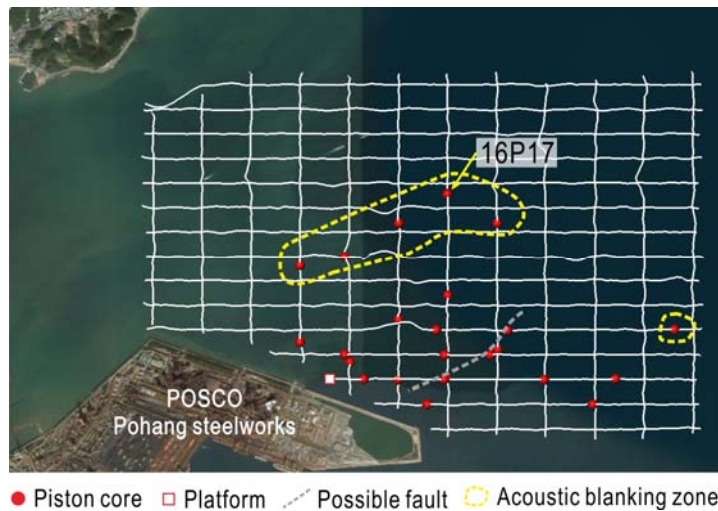 16P17
POSCO
Pohang steelworks
Piston core Platform Possible fault Acoustic blanking zone